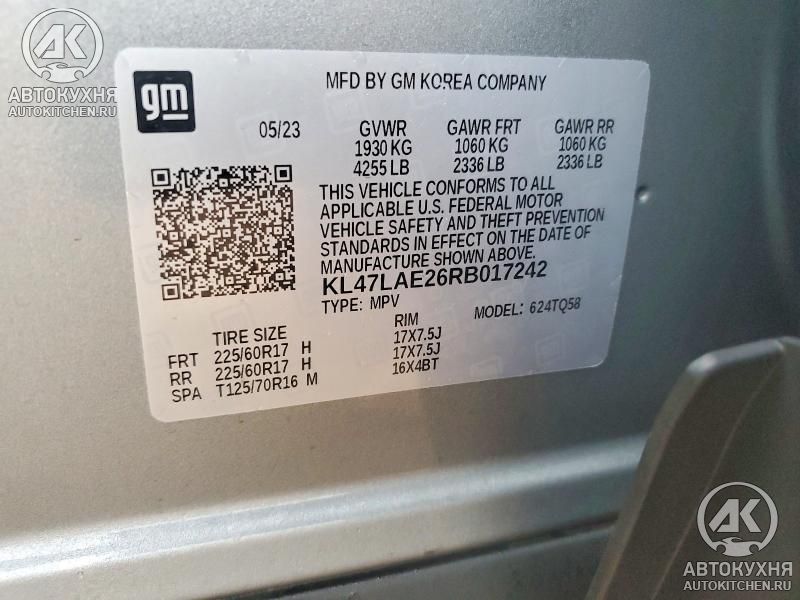 АК
АВТОКУХНЯ
AUTOKITCHEN.RU
gm
MFD BY GM KOREA COMPANY
05/23
GVWR
1930 KG
4255 LB
GAWR FRT
1060 KG
2336 LB
GAWR RR
1060 KG
2336 LB
THIS VEHICLE CONFORMS TO ALL
APPLICABLE U.S. FEDERAL MOTOR
VEHICLE SAFETY AND THEFT PREVENTION
STANDARDS IN EFFECT ON THE DATE OF
MANUFACTURE SHOWN ABOVE.
KL47LAE26RB017242
TYPE: MPV
MODEL: 624TQ58
TIRE SIZE
RIM
FRT 225/60R17 H 17X7.5J
RR 225/60R17 H 17X7.5J
SPA T125/70R16 M 16X4BT
АК
АВТОКУХНЯ
AUTOKITCHEN.RU